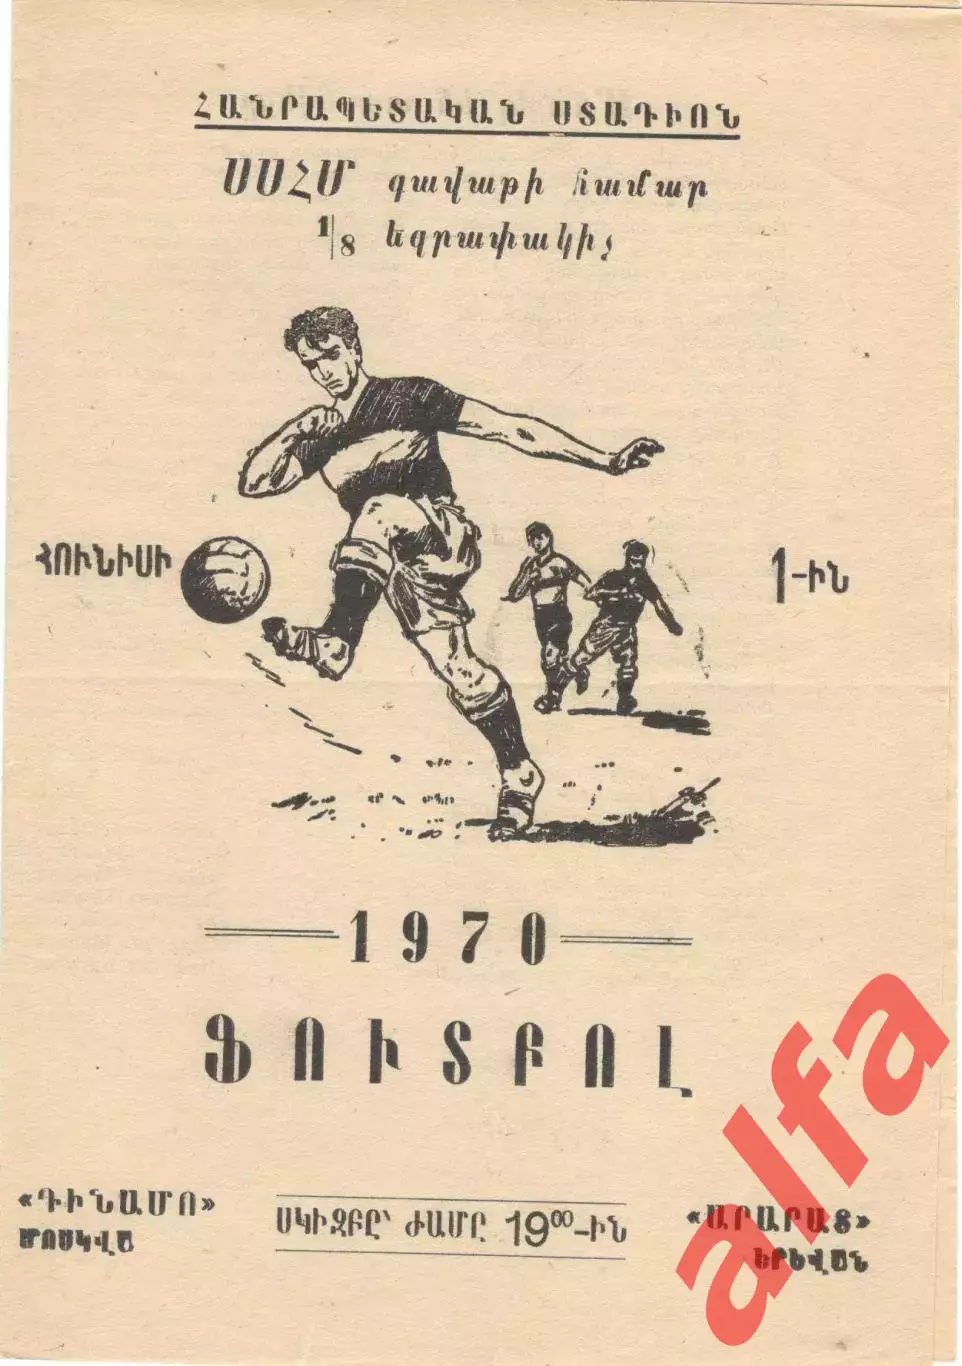 ՀԱՆՐԱՊԵՏԱԿԱՆ ՍՏԱԴԻՈՆ
ՍՍՀՄ գավաթի համար
1/8 եզրափակիչ
ՀՈՒՆԻՍԻ 1-ԻՆ
1970
ՖՈՒՏԲՈԼ
«ԴԻՆԱՄՈ»
ՄՈՍԿՎԱ
ՍԿԻԶԲԸ՝ ԺԱՄԸ 19⁰⁰-ԻՆ
«ԱՐԱՐԱՏ»
ԵՐԵՎԱՆ
alfa